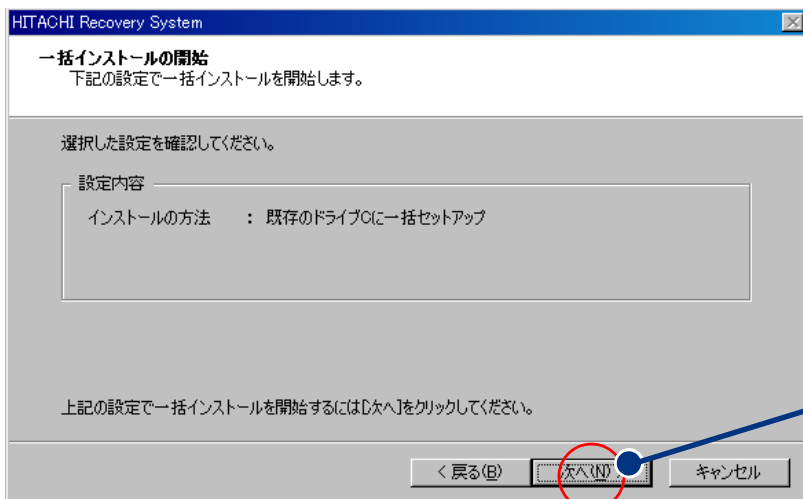 HITACHI Recovery System
一括インストールの開始
下記の設定で一括インストールを開始します。
選択した設定を確認してください。
設定内容
インストールの方法 : 既存のドライブCに一括セットアップ
上記の設定で一括インストールを開始するには[次へ]をクリックしてください。
< 戻る(B) 次へ(N) キャンセル